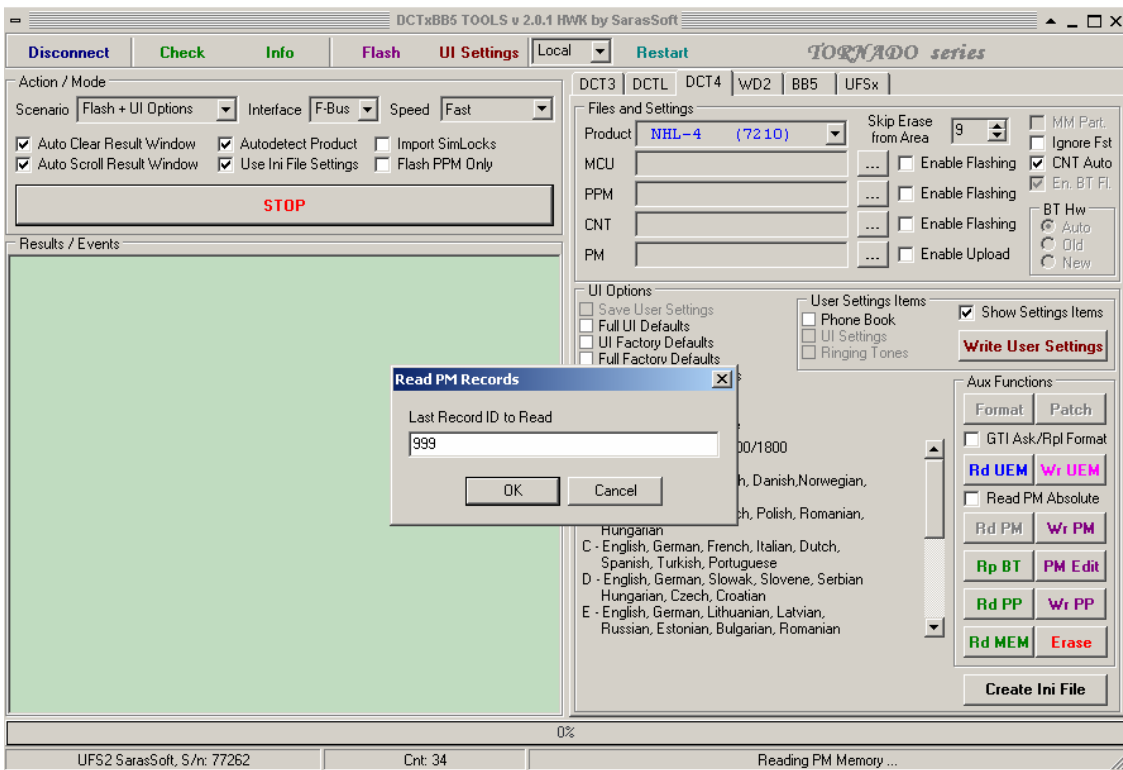 DCTxBB5 TOOLS v 2.0.1 HWK by SarasSoft
Disconnect Check Info Flash UI Settings Local Restart TORNADO series
Action / Mode
Scenario Flash + UI Options Interface F-Bus Speed Fast
Auto Clear Result Window Autodetect Product Import SimLocks
Auto Scroll Result Window Use Ini File Settings Flash PPM Only
STOP
Results / Events
DCT3 DCTL DCT4 WD2 BB5 UFSx
Files and Settings
Product NHL-4 (7210) Skip Erase from Area 9 MM Part.
Ignore Fst
MCU ... Enable Flashing CNT Auto
PPM ... Enable Flashing En. BT Fl.
CNT ... Enable Flashing
PM ... Enable Upload
BT Hw
Auto
Old
New
UI Options
Save User Settings
Full UI Defaults
UI Factory Defaults
Full Factory Defaults
User Settings Items
Phone Book
UI Settings
Ringing Tones
Show Settings Items
Write User Settings
Read PM Records
Last Record ID to Read
999
OK Cancel
00/1800
h, Danish,Norwegian,
h, Polish, Romanian,
Hungarian
C - English, German, French, Italian, Dutch,
Spanish, Turkish, Portuguese
D - English, German, Slowak, Slovene, Serbian
Hungarian, Czech, Croatian
E - English, German, Lithuanian, Latvian,
Russian, Estonian, Bulgarian, Romanian
Aux Functions
Format Patch
GTI Ask/Rpl Format
Rd UEM Wr UEM
Read PM Absolute
Rd PM Wr PM
Rp BT PM Edit
Rd PP Wr PP
Rd MEM Erase
Create Ini File
0%
UFS2 SarasSoft, S/n: 77262 Cnt: 34 Reading PM Memory ...